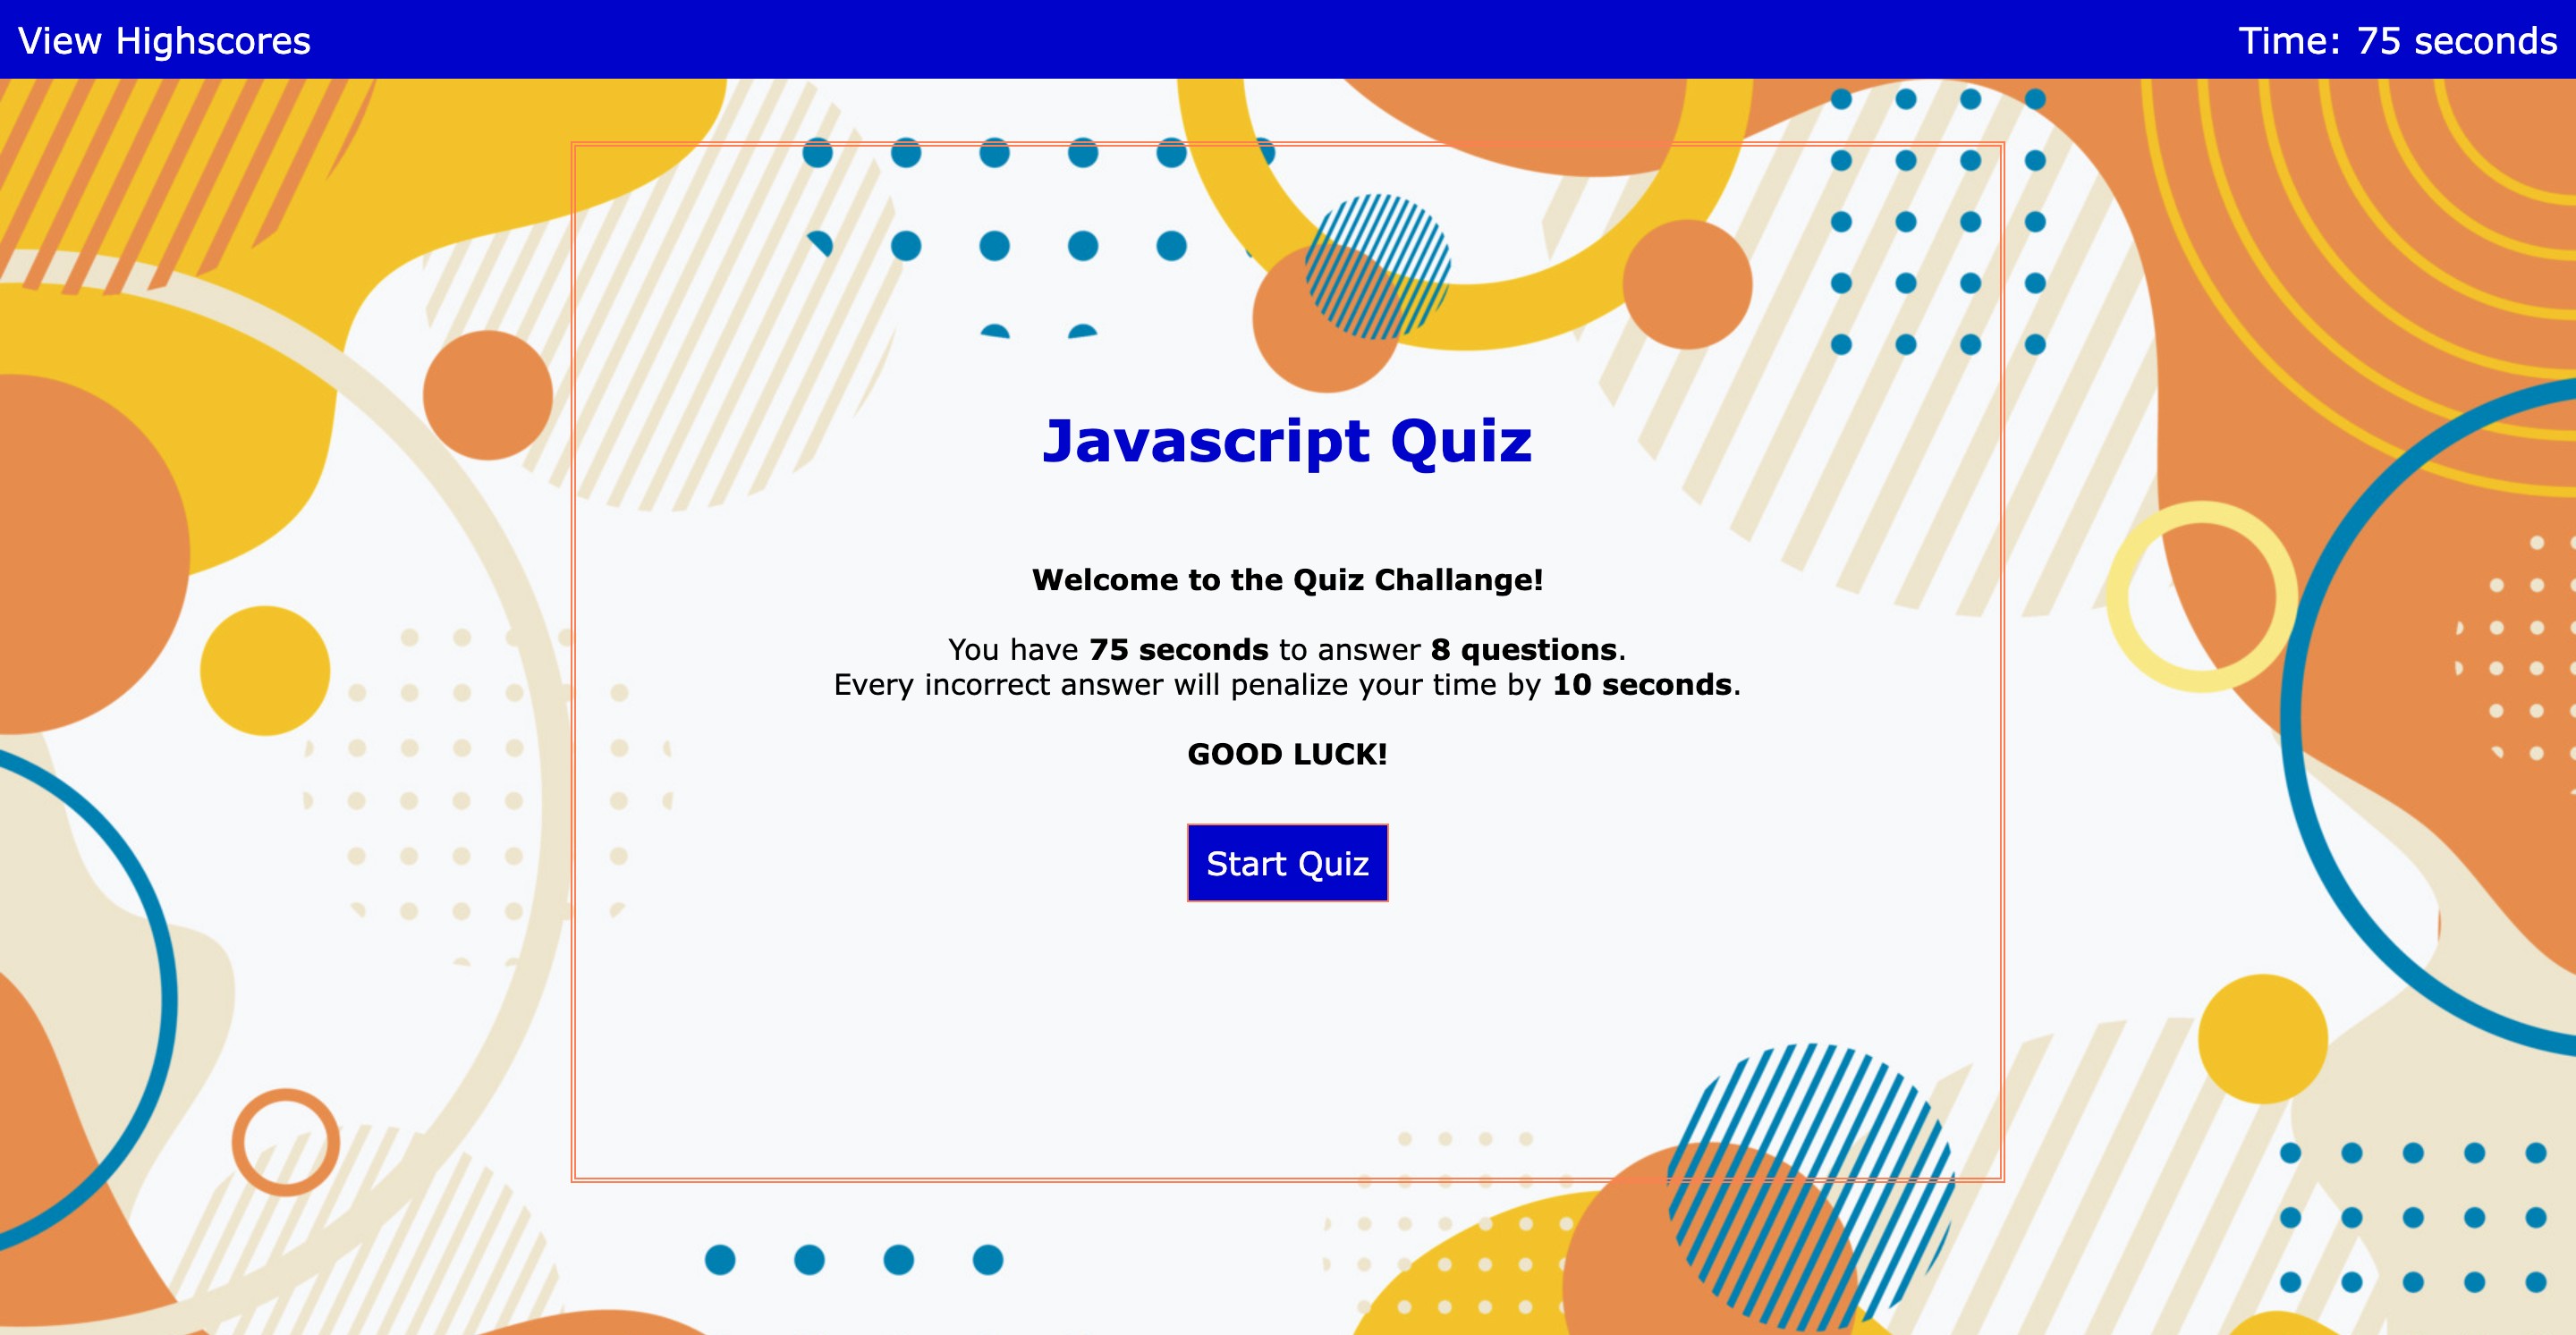 View Highscores
Time: 75 seconds
Javascript Quiz
Welcome to the Quiz Challange!
You have 75 seconds to answer 8 questions.
Every incorrect answer will penalize your time by 10 seconds.
GOOD LUCK!
Start Quiz